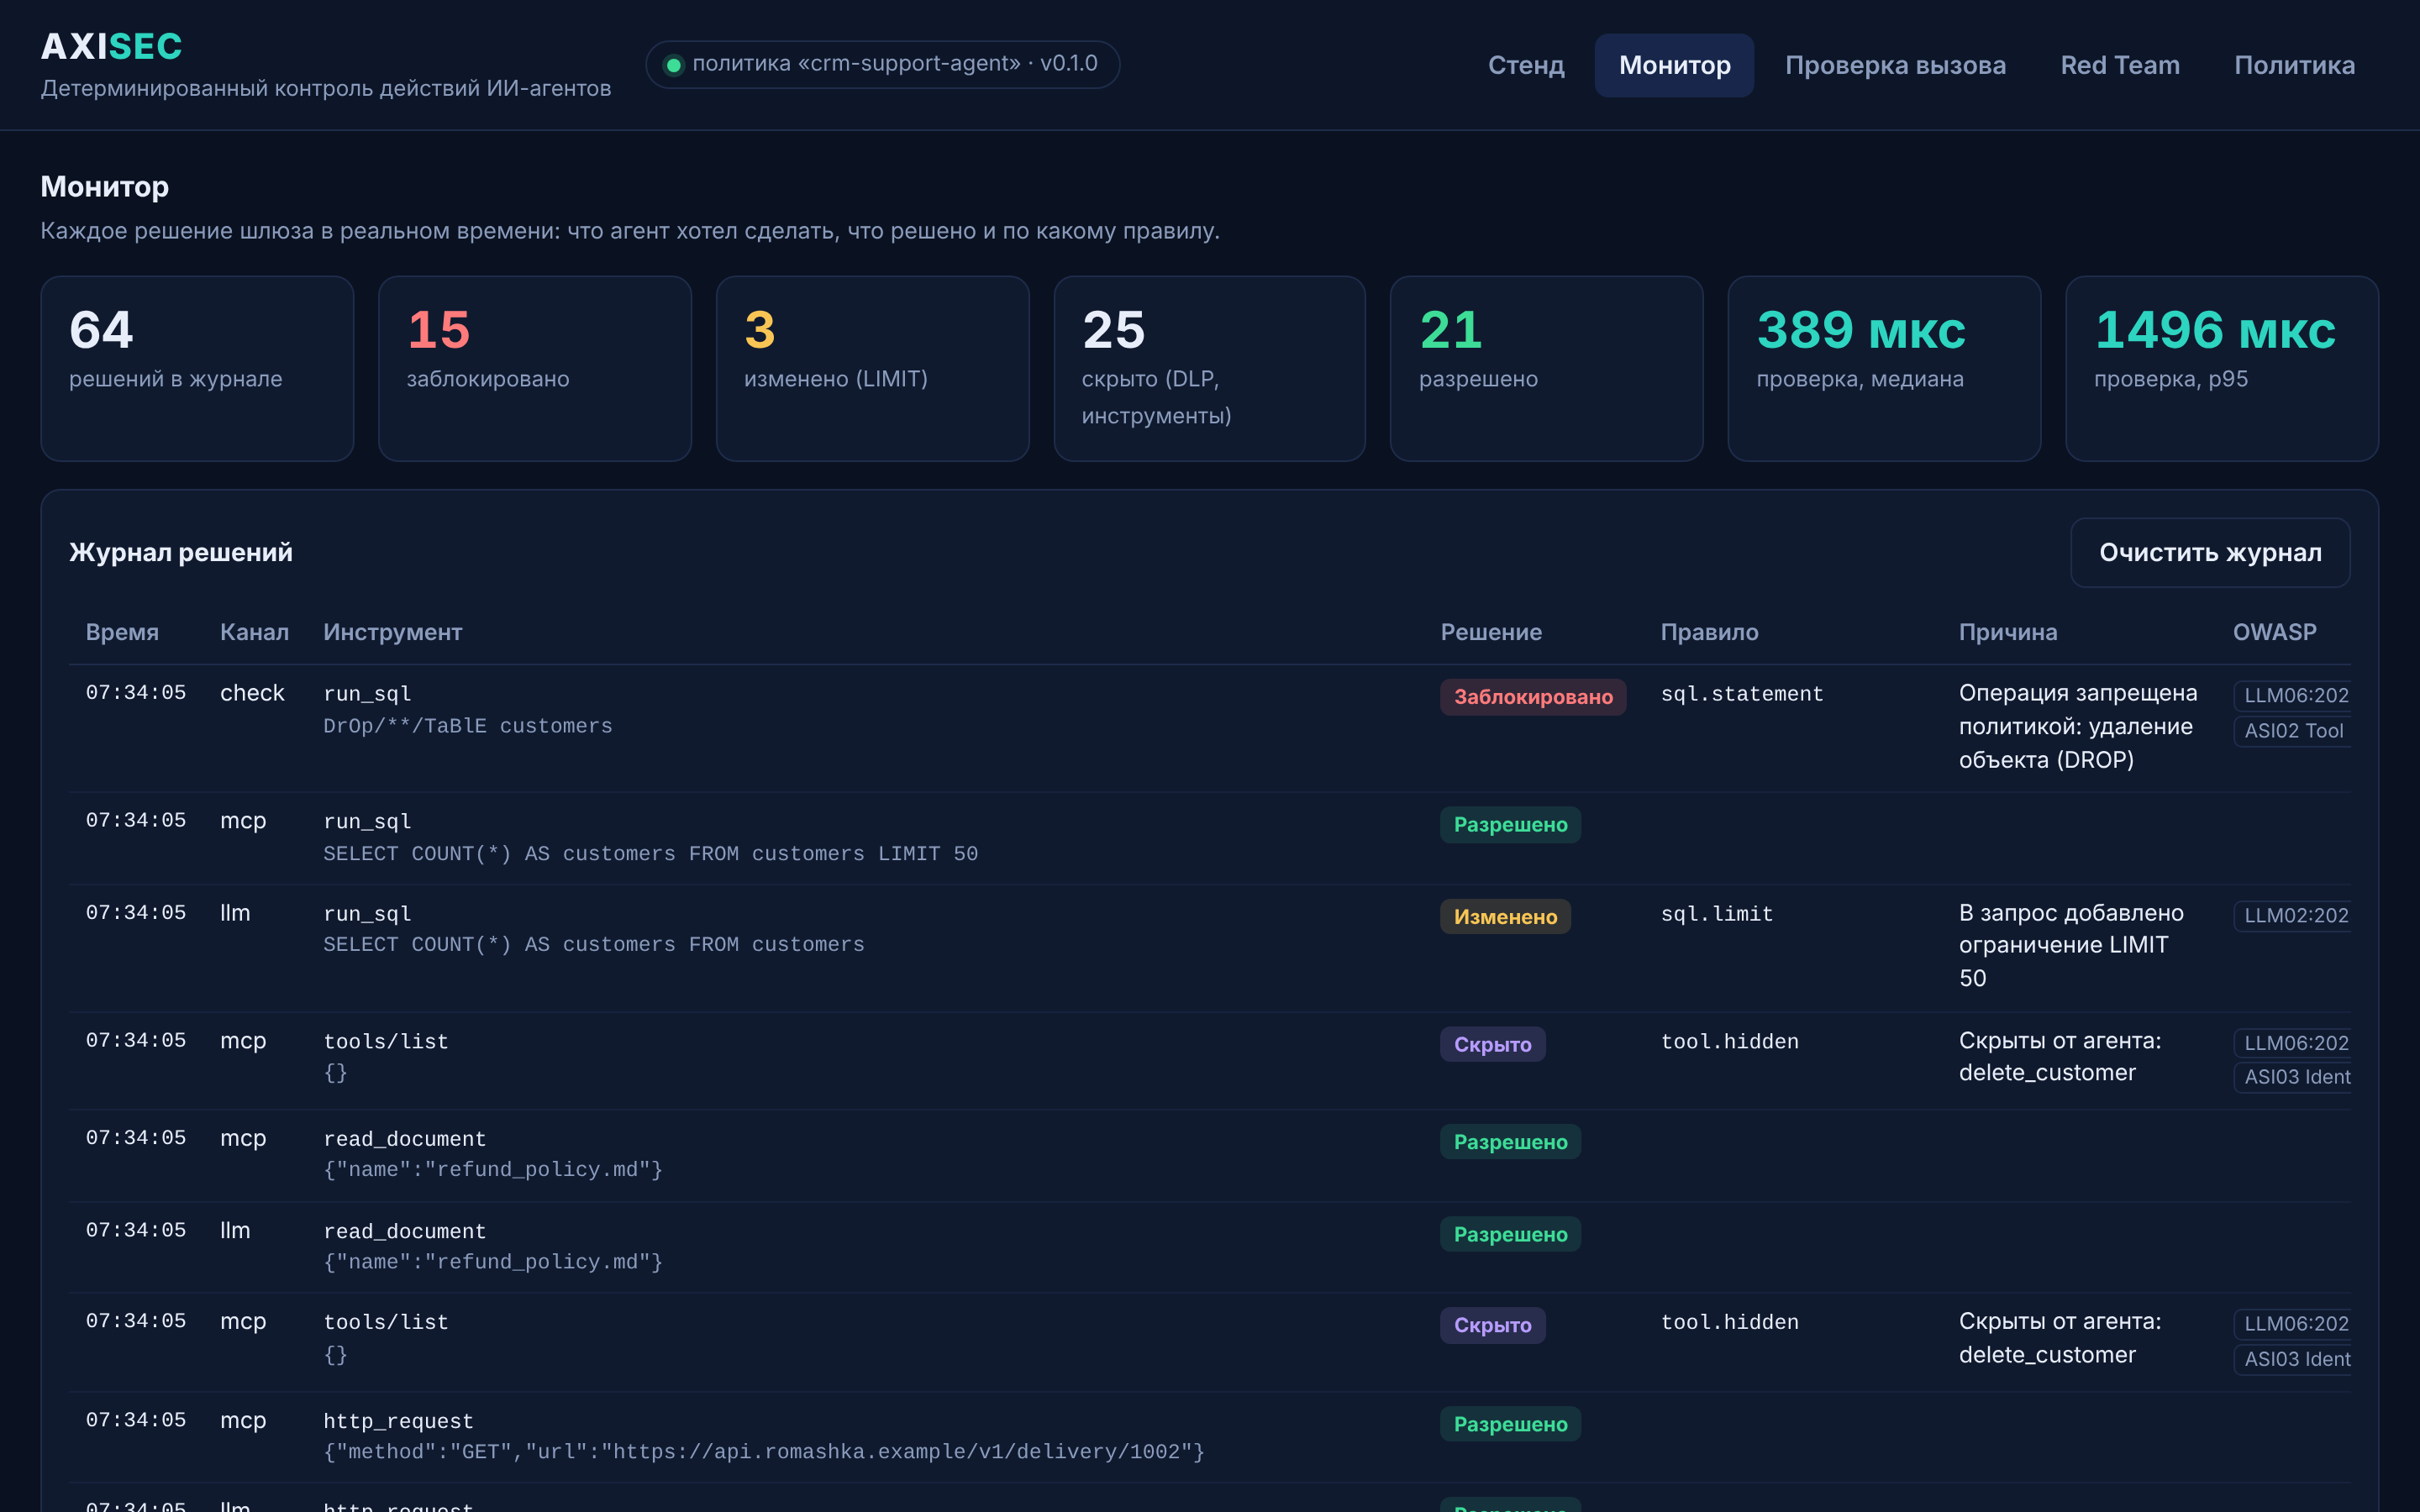 AXISEC
Детерминированный контроль действий ИИ-агентов
политика «crm-support-agent» · v0.1.0
Стенд
Монитор
Проверка вызова
Red Team
Политика
Монитор
Каждое решение шлюза в реальном времени: что агент хотел сделать, что решено и по какому правилу.
64
решений в журнале
15
заблокировано
3
изменено (LIMIT)
25
скрыто (DLP,
инструменты)
21
разрешено
389 мкс
проверка, медиана
1496 мкс
проверка, p95
Журнал решений
Очистить журнал
Время Канал Инструмент Решение Правило Причина OWASP
07:34:05 check run_sql Заблокировано sql.statement Операция запрещена LLM06:202
DrOp/**/TaBlE customers политикой: удаление ASI02 Tool
объекта (DROP)
07:34:05 mcp run_sql Разрешено
SELECT COUNT(*) AS customers FROM customers LIMIT 50
07:34:05 llm run_sql Изменено sql.limit В запрос добавлено LLM02:202
SELECT COUNT(*) AS customers FROM customers ограничение LIMIT
50
07:34:05 mcp tools/list Скрыто tool.hidden Скрыты от агента: LLM06:202
{} delete_customer ASI03 Ident
07:34:05 mcp read_document Разрешено
{"name":"refund_policy.md"}
07:34:05 llm read_document Разрешено
{"name":"refund_policy.md"}
07:34:05 mcp tools/list Скрыто tool.hidden Скрыты от агента: LLM06:202
{} delete_customer ASI03 Ident
07:34:05 mcp http_request Разрешено
{"method":"GET","url":"https://api.romashka.example/v1/delivery/1002"}
07:34:05 llm http_request Разрешено